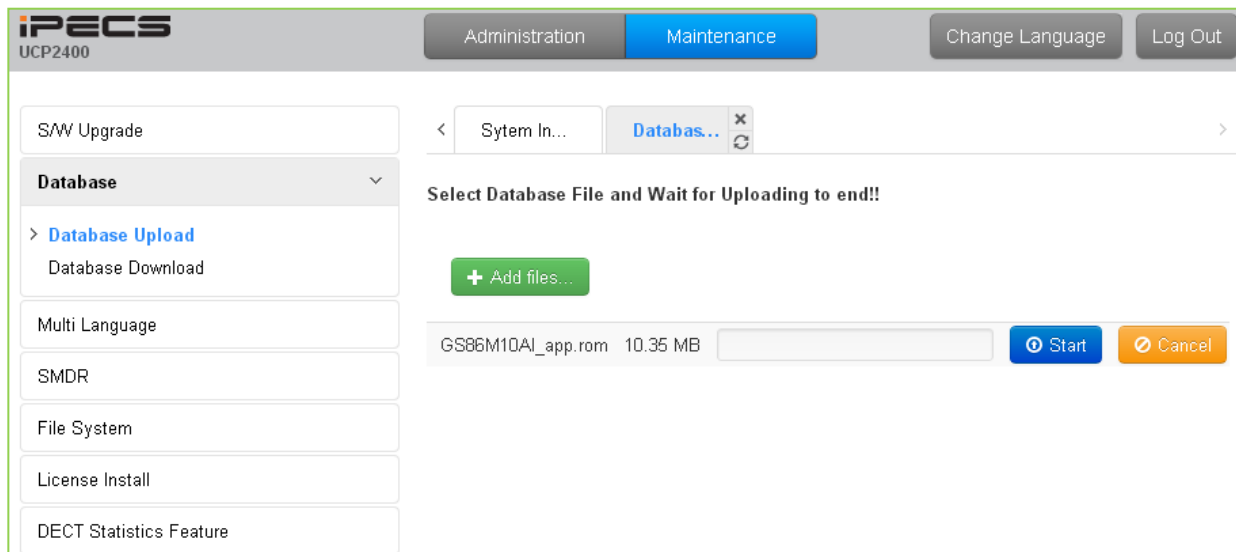 iPECS
UCP2400
Administration
Maintenance
Change Language
Log Out
S/W Upgrade
Database
Database Upload
Database Download
Multi Language
SMDR
File System
License Install
DECT Statistics Feature
Sytem In...
Databas...
Select Database File and Wait for Uploading to end!!
Add files...
GS86M10AI_app.rom 10.35 MB
Start
Cancel